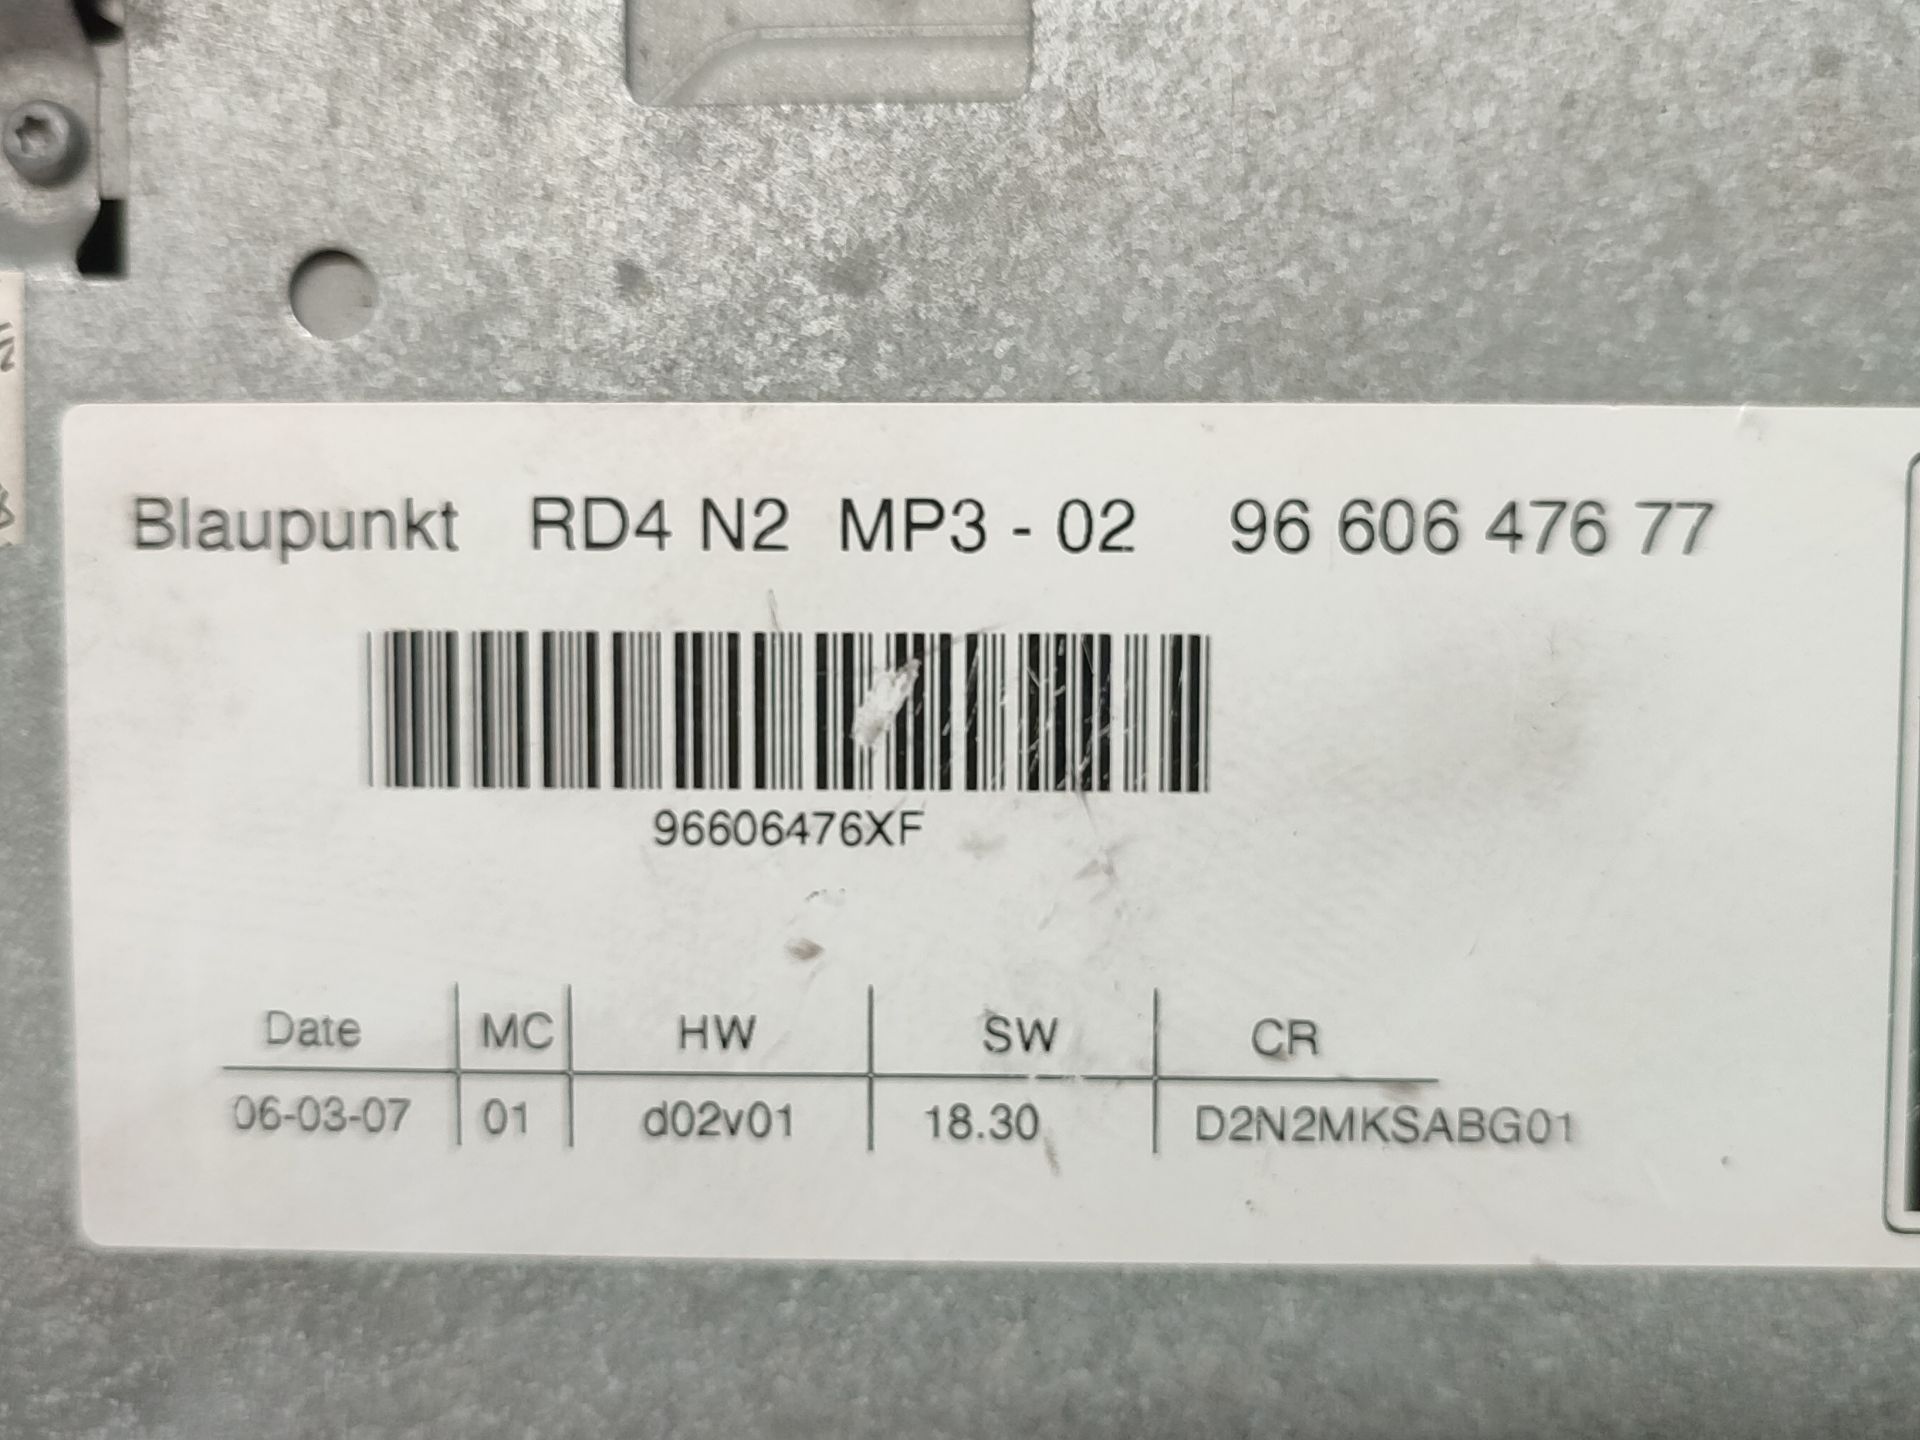 Blaupunkt RD4 N2 MP3 - 02 96 606 476 77
96606476XF
Date MC HW SW CR
06-03-07 01 d02v01 18.30 D2N2MKSABG01